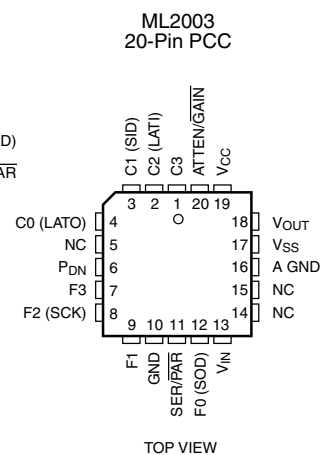 ML2003
20-Pin PCC
D)
AR
C1 (SID)
C2 (LATI)
C3
ATTEN/GAIN
VCC
3 2 1 20 19
C0 (LATO) 4
NC 5
PDN 6
F3 7
F2 (SCK) 8
18 VOUT
17 VSS
16 A GND
15 NC
14 NC
9 10 11 12 13
F1
GND
SER/PAR
F0 (SOD)
VIN
TOP VIEW